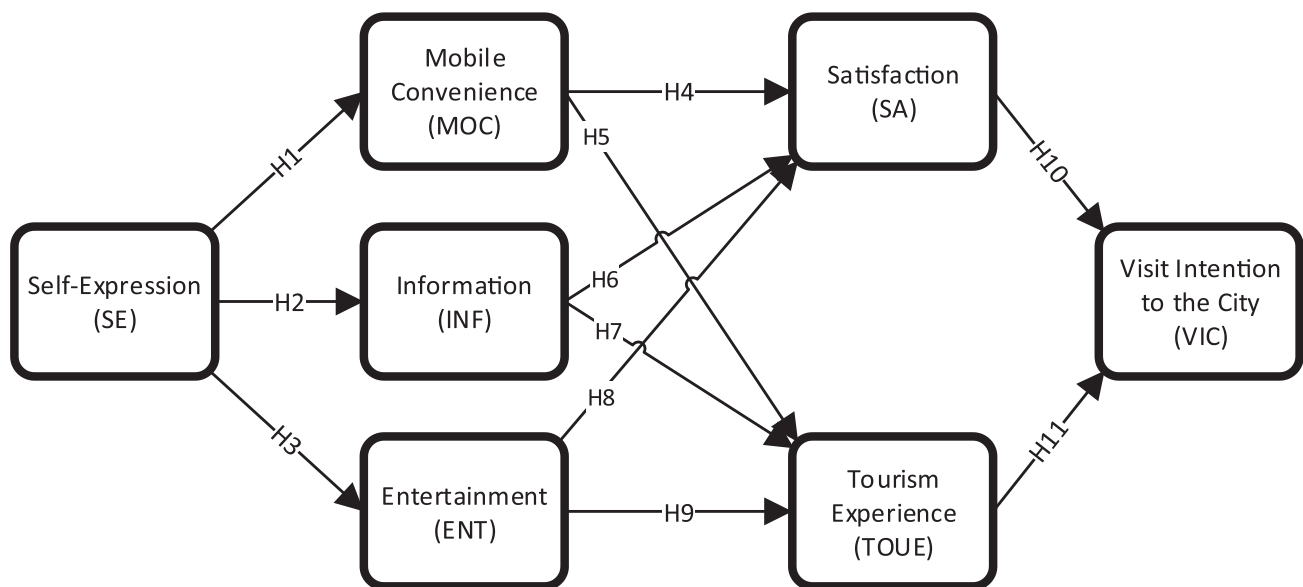 Mobile
Convenience
(MOC)
Satisfaction
(SA)
H4
H5
H1
H10
Self-Expression
(SE)
H2
Information
(INF)
H6
H7
Visit Intention
to the City
(VIC)
H8
H3
H11
Entertainment
(ENT)
H9
Tourism
Experience
(TOUE)